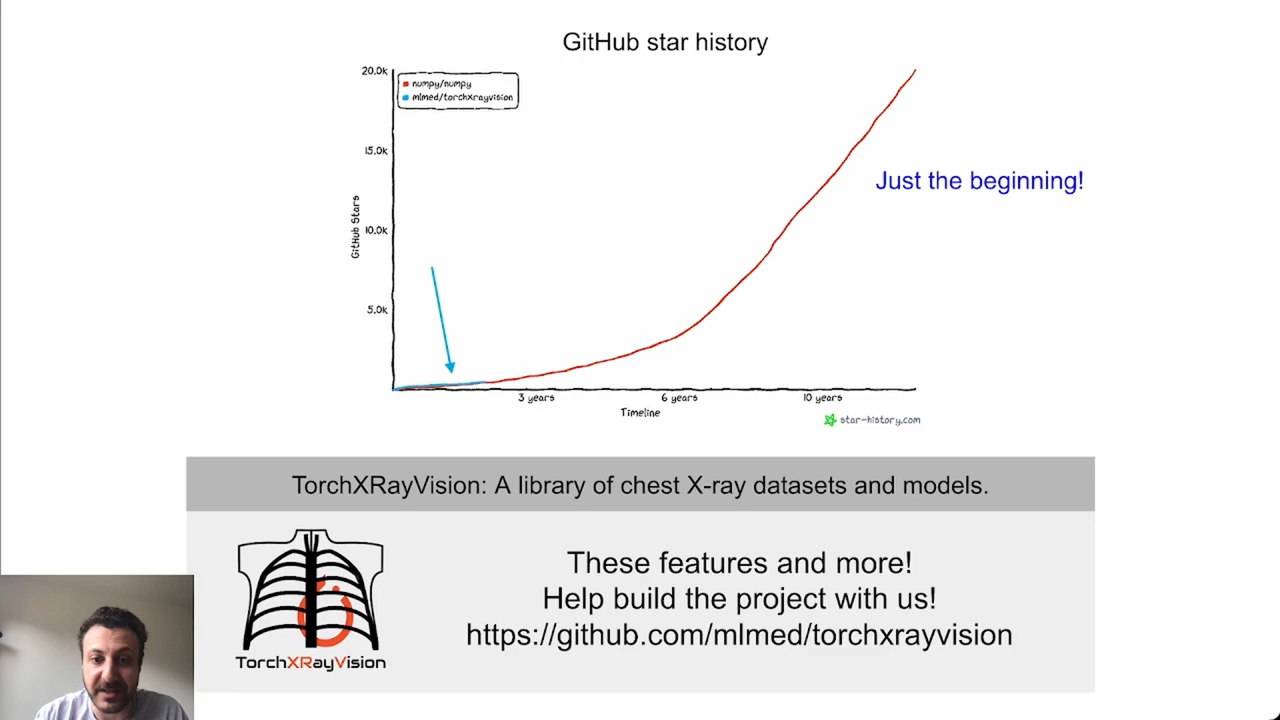 GitHub star history
20.0k
numpy/numpy
mlmed/torchxrayvision
15.0k
Just the beginning!
10.0k
GitHub Stars
5.0k
3 years
6 years
10 years
Timeline
star-history.com
TorchXRayVision: A library of chest X-ray datasets and models.
These features and more!
Help build the project with us!
https://github.com/mlmed/torchxrayvision
TorchXRayVision